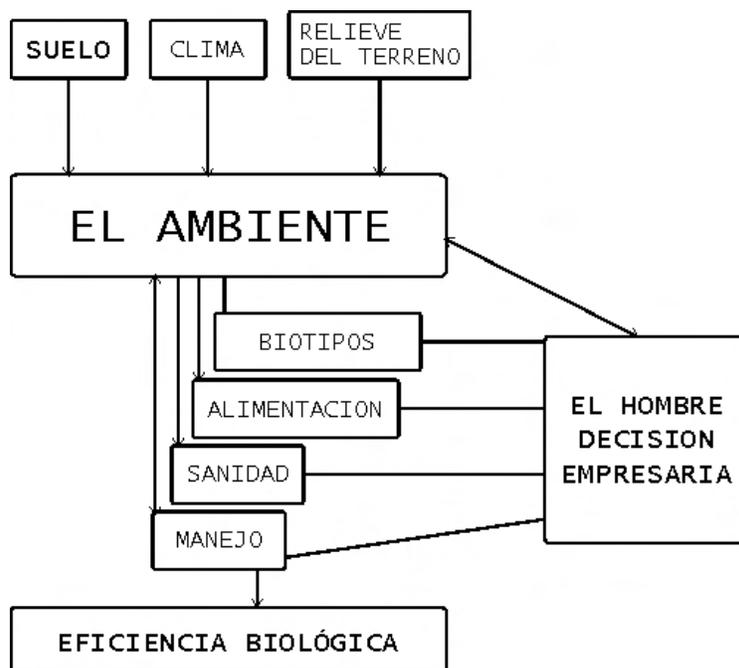 SUELO
CLIMA
RELIEVE
DEL TERRENO
EL AMBIENTE
BIOTIPOS
ALIMENTACION
SANIDAD
MANEJO
EL HOMBRE
DECISION
EMPRESARIA
EFICIENCIA BIOLÓGICA